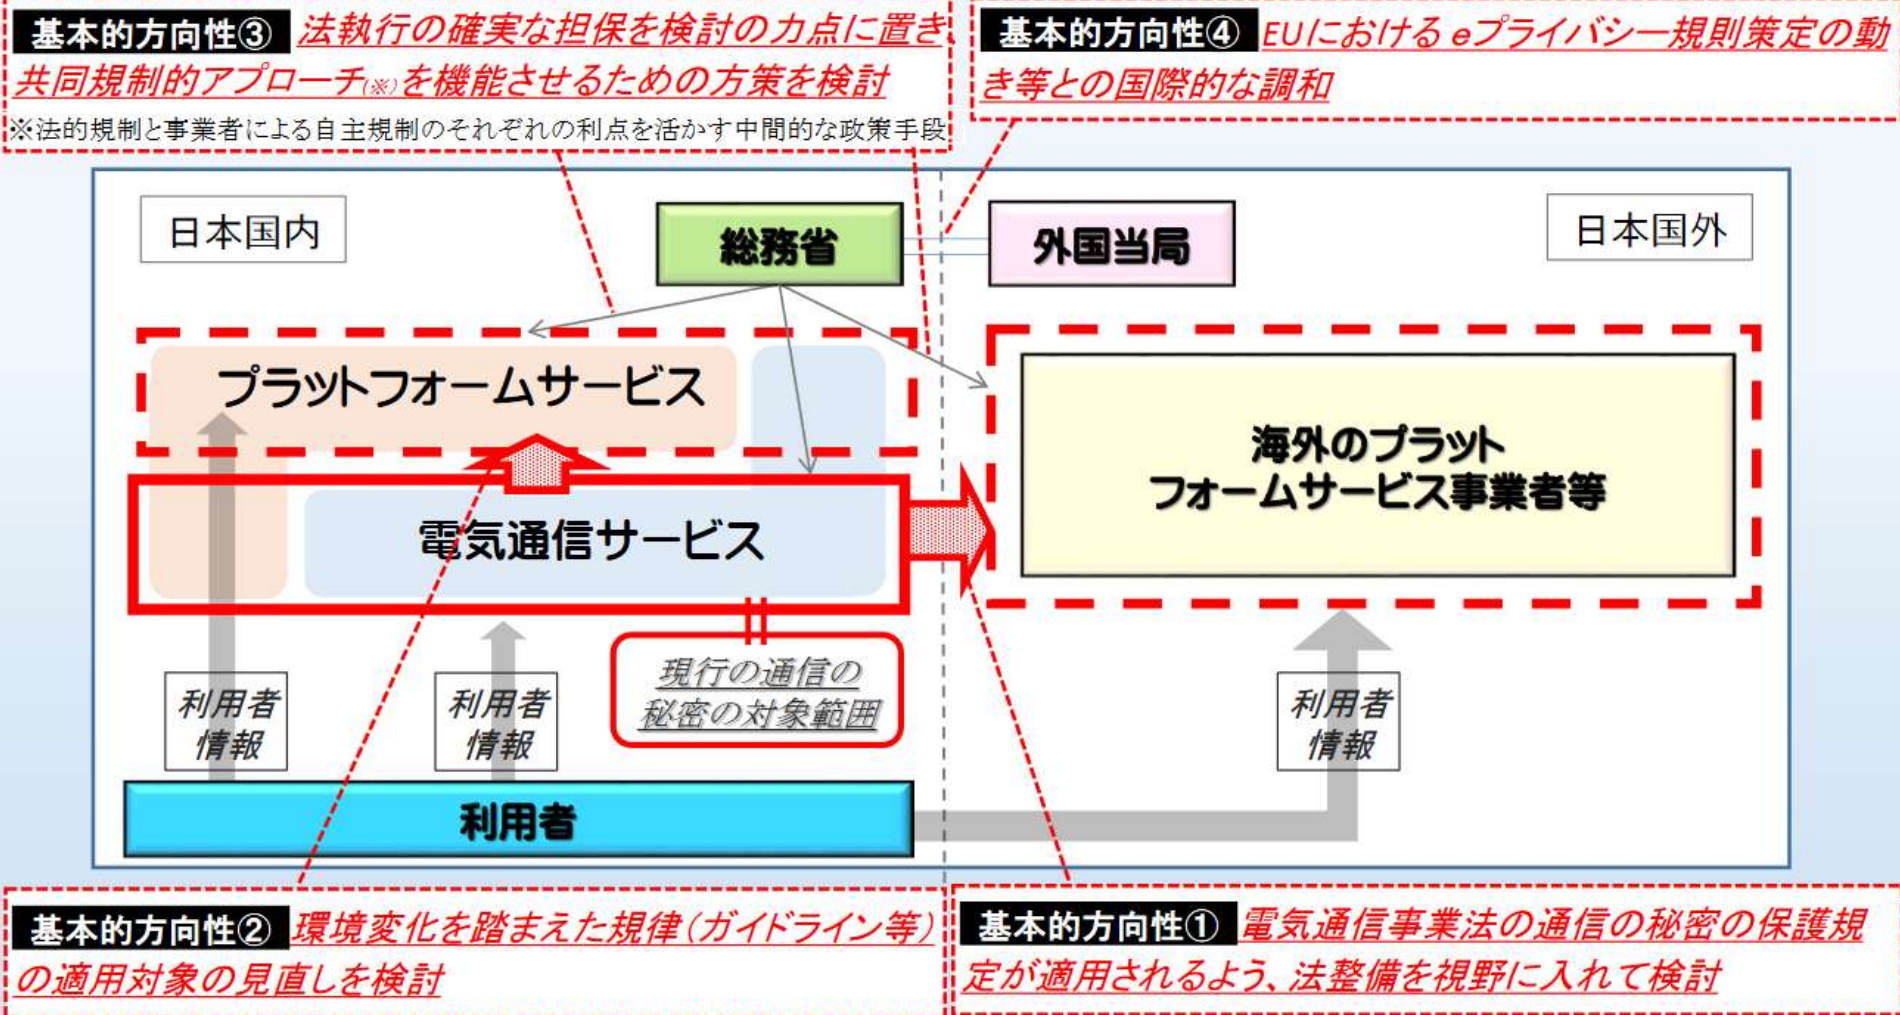 基本的方向性③ 法執行の確実な担保を検討の力点に置き、
共同規制的アプローチ(※)を機能させるための方策を検討
※法的規制と事業者による自主規制のそれぞれの利点を活かす中間的な政策手段
基本的方向性④ EUにおけるeプライバシー規則策定の動
き等との国際的な調和
日本国内
総務省
外国当局
日本国外
プラットフォームサービス
海外のプラット
フォームサービス事業者等
電気通信サービス
現行の通信の
秘密の対象範囲
利用者
情報
利用者
情報
利用者
情報
利用者
基本的方向性② 環境変化を踏まえた規律(ガイドライン等)
の適用対象の見直しを検討
基本的方向性① 電気通信事業法の通信の秘密の保護規
定が適用されるよう、法整備を視野に入れて検討